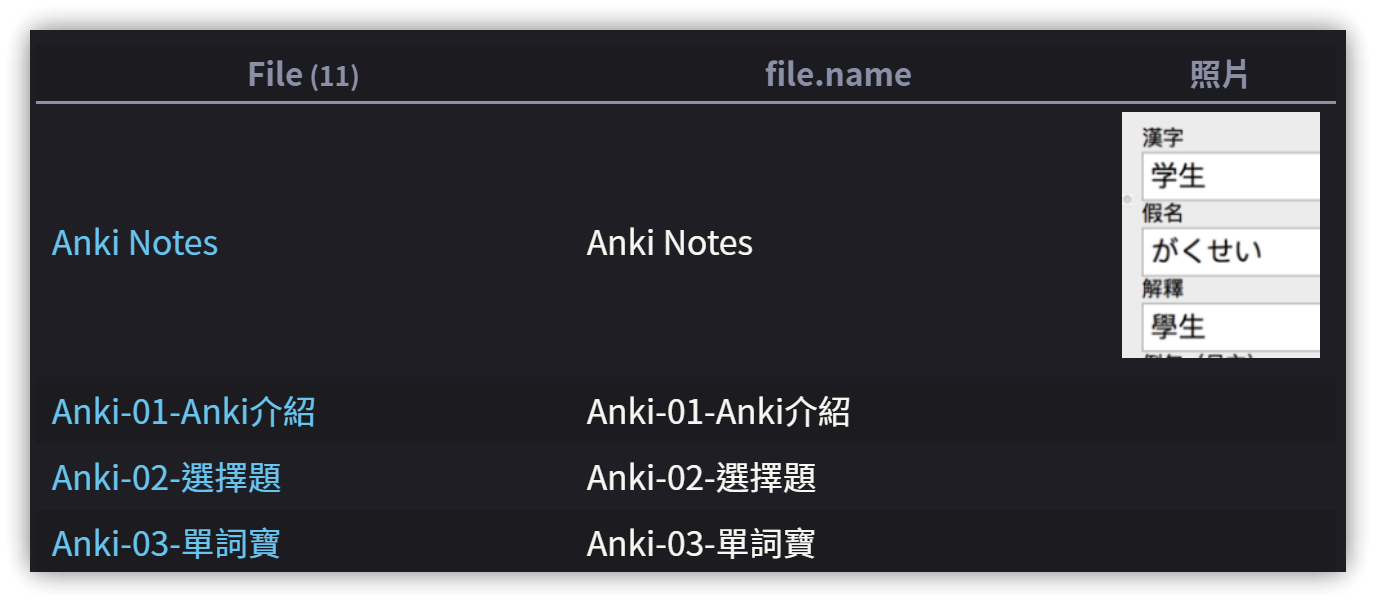 File (11) file.name 照片
漢字
学生
假名
がくせい
解釋
學生
Anki Notes Anki Notes
Anki-01-Anki介紹 Anki-01-Anki介紹
Anki-02-選擇題 Anki-02-選擇題
Anki-03-單詞寶 Anki-03-單詞寶